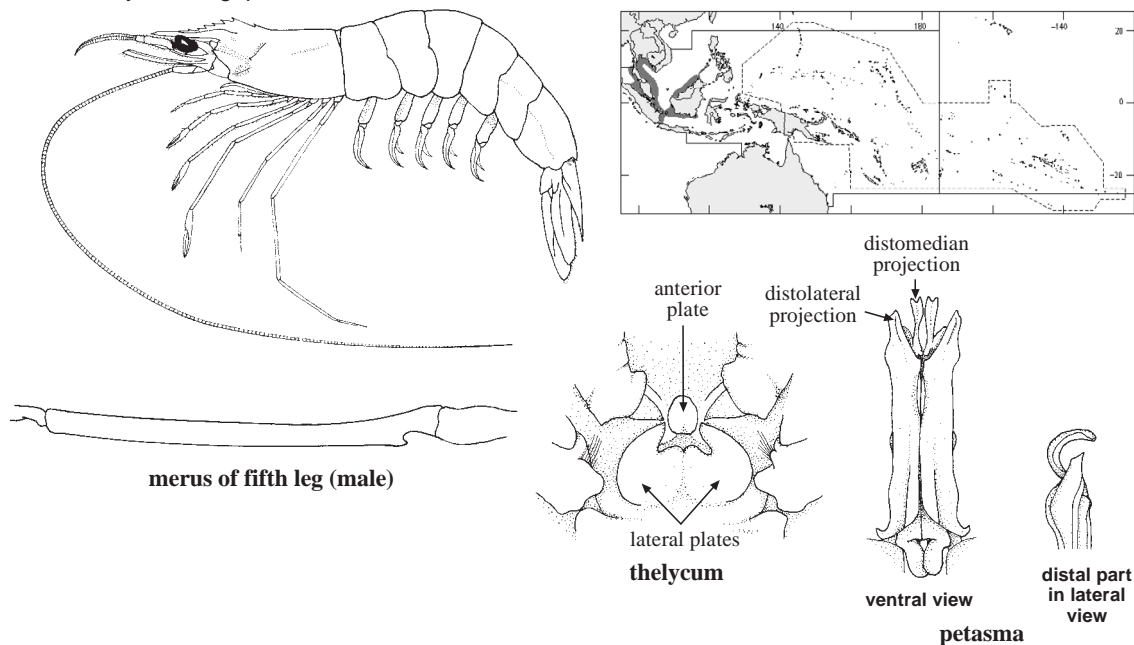 140
180
−140
20
0
−20
distomedian
projection
anterior
plate
distolateral
projection
merus of fifth leg (male)
lateral plates
thelycum
ventral view
distal part
in lateral
view
petasma